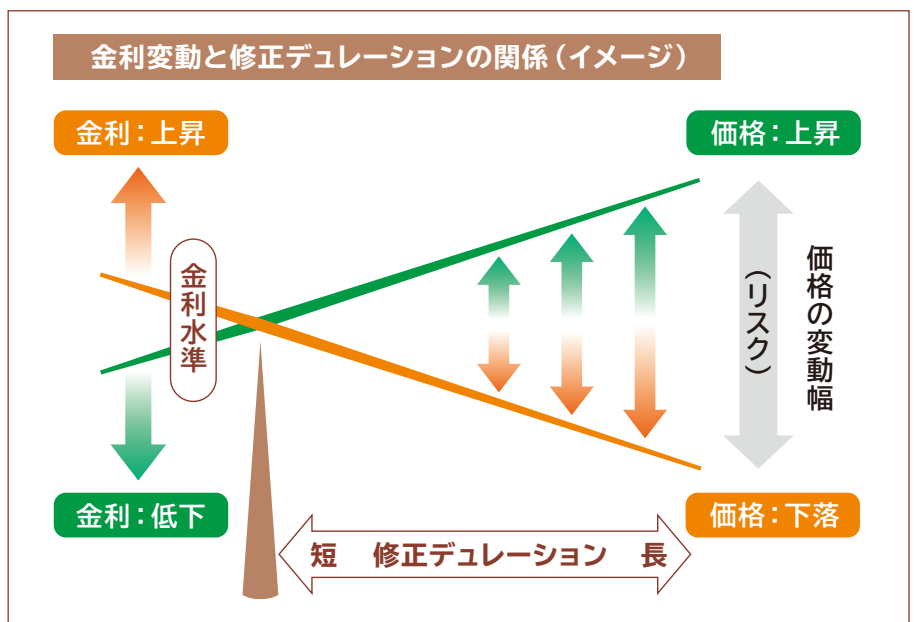 金利変動と修正デュレーションの関係（イメージ）
金利：上昇
価格：上昇
金利水準
価格の変動幅
（リスク）
金利：低下
価格：下落
短　修正デュレーション　長